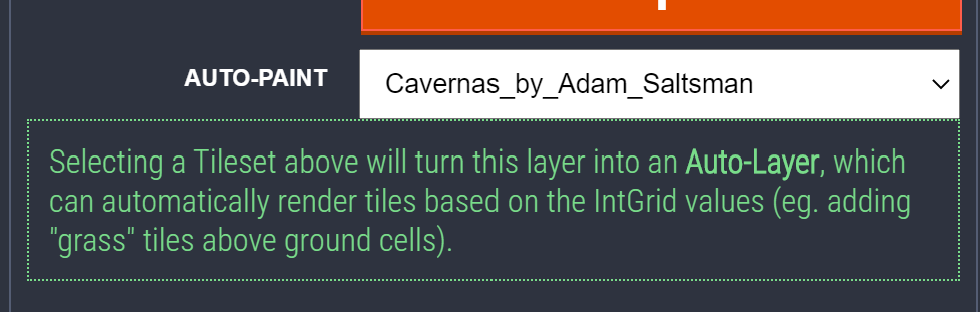 AUTO-PAINT Cavernas_by_Adam_Saltsman
Selecting a Tileset above will turn this layer into an Auto-Layer, which
can automatically render tiles based on the IntGrid values (eg. adding
"grass" tiles above ground cells).